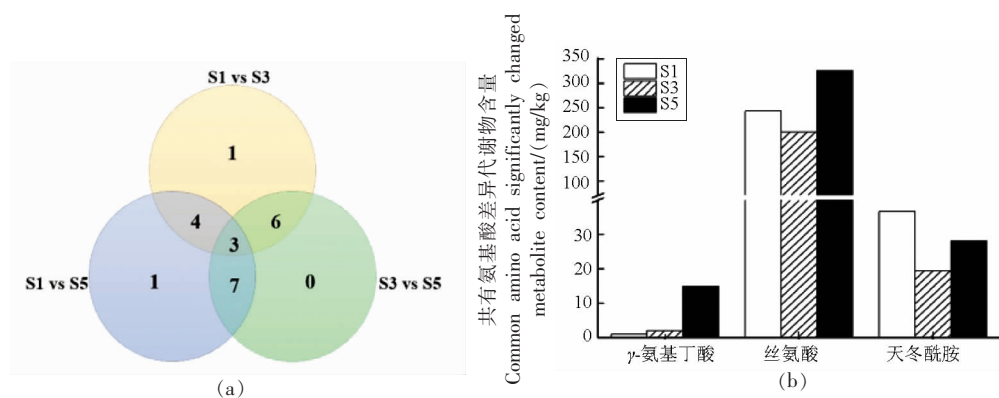 S1 vs S3
1
4
6
3
S1 vs S5
1
7
0
S3 vs S5
(a)
共有氨基酸差异代谢物含量
Common amino acid significantly changed
metabolite content/(mg/kg)
350
300
250
200
150
100
30
20
10
0
S1
S3
S5
γ-氨基丁酸
丝氨酸
天冬酰胺
(b)